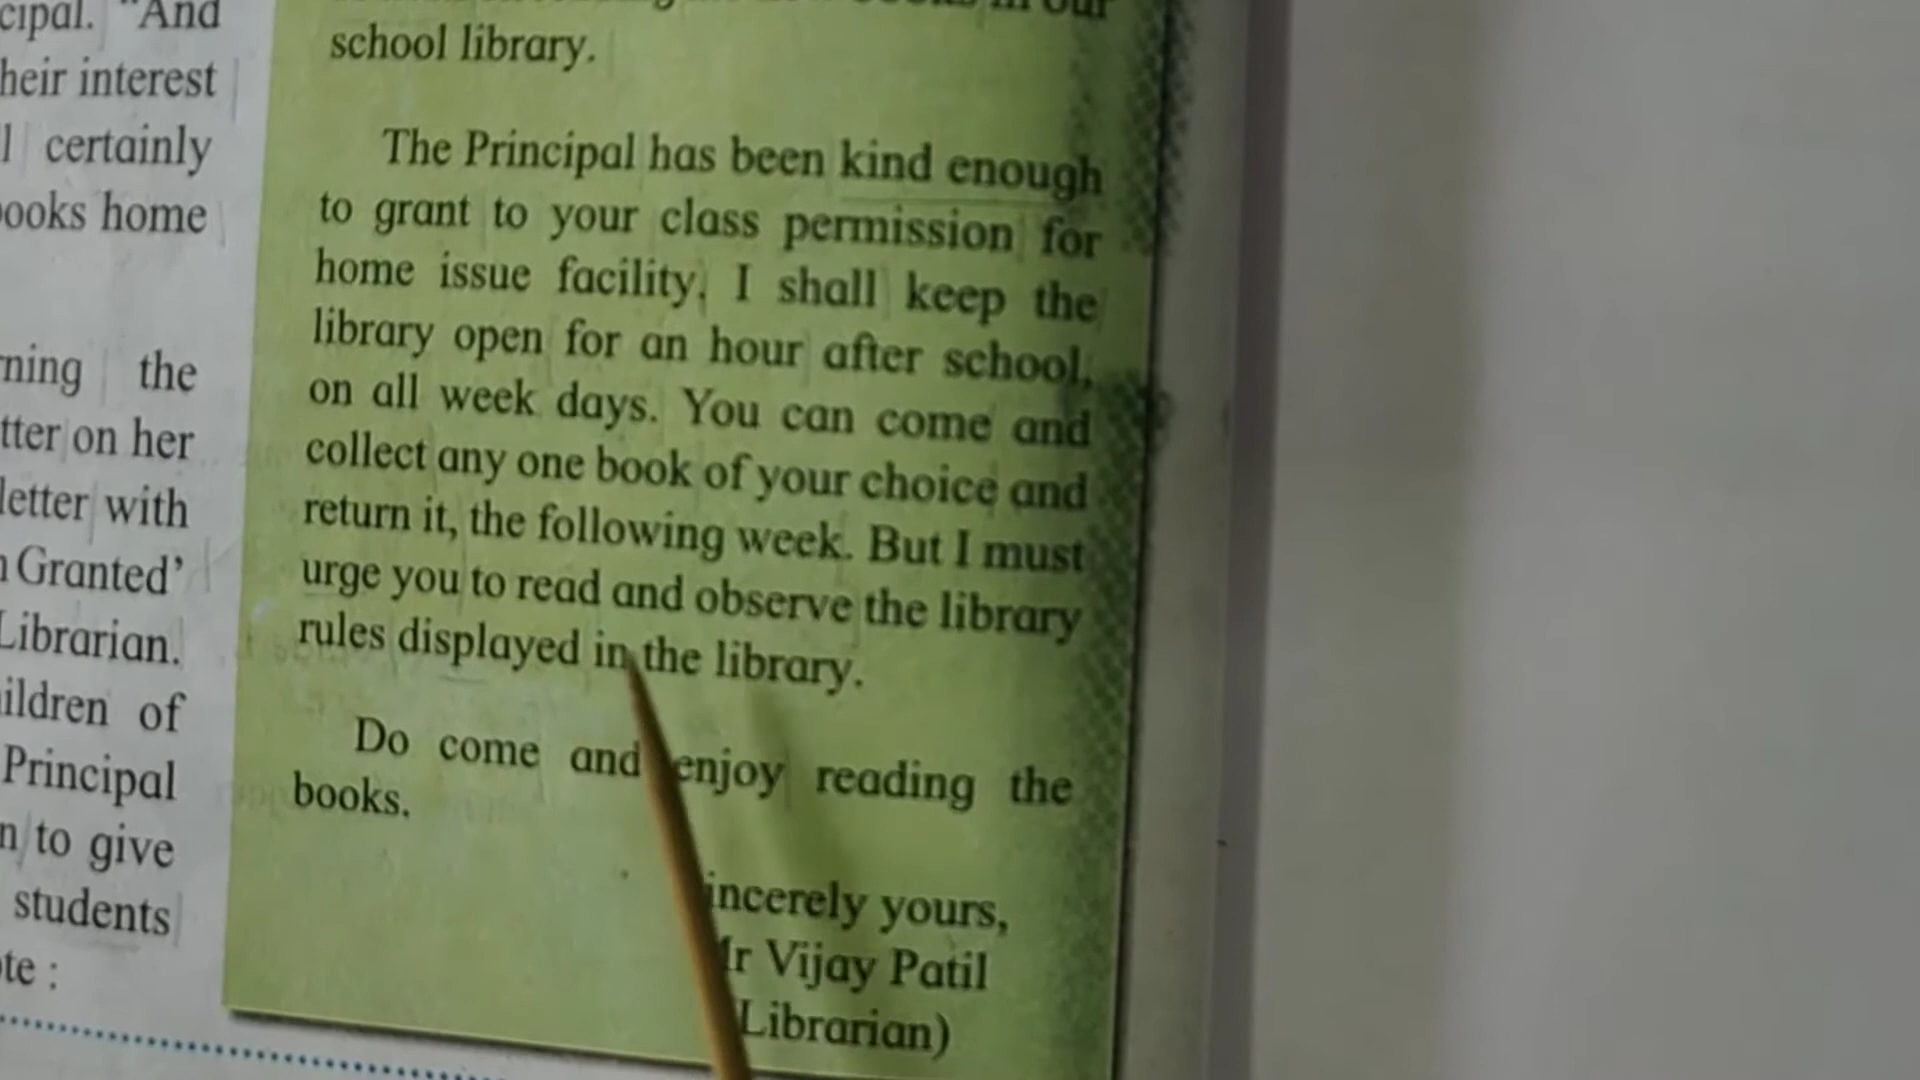 cipal. "And
heir interest
certainly
ooks home
ning the
tter on her
letter with
Granted'
Librarian.
ildren of
Principal
to give
students
te :
in our
school library.
The Principal has been kind enough
to grant to your class permission for
home issue facility. I shall keep the
library open for an hour after school,
on all week days. You can come and
collect any one book of your choice and
return it, the following week. But I must
urge you to read and observe the library
rules displayed in the library.
Do come and enjoy reading the
books.
incerely yours,
r Vijay Patil
Librarian)